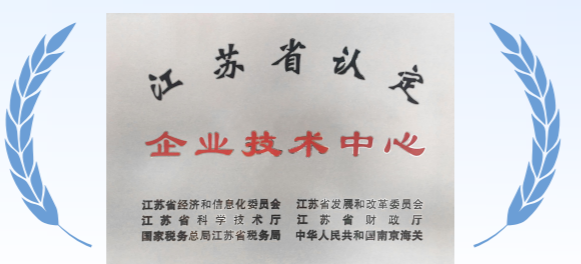 江苏省认定
企业技术中心
江苏省经济和信息化委员会 江苏省发展和改革委员会
江苏省科学技术厅 江苏省财政厅
国家税务总局江苏省税务局 中华人民共和国南京海关